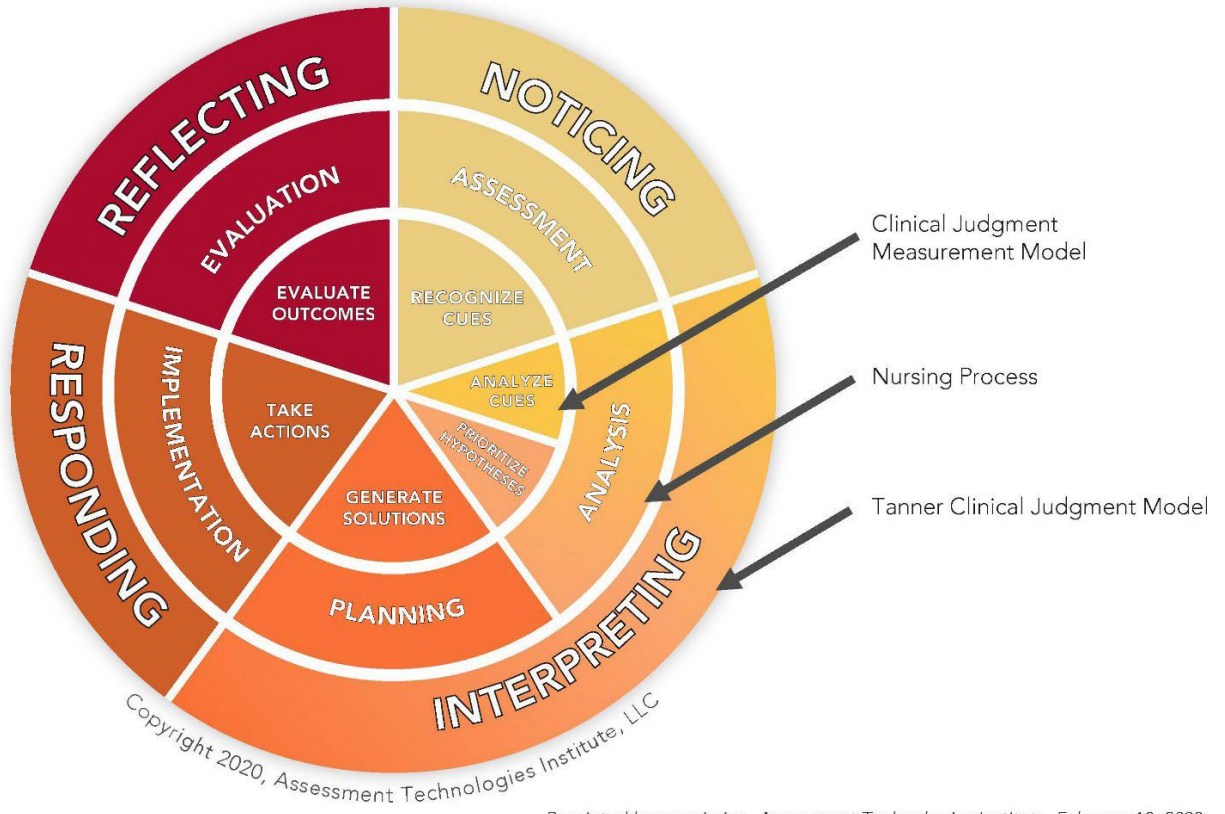 REFLECTING
NOTICING
EVALUATION
ASSESSMENT
EVALUATE
OUTCOMES
RECOGNIZE
CUES
Clinical Judgment
Measurement Model
RESPONDING
IMPLEMENTATION
TAKE
ACTIONS
ANALYZE
CUES
PRIORITIZE
HYPOTHESES
ANALYSIS
Nursing Process
GENERATE
SOLUTIONS
PLANNING
INTERPRETING
Tanner Clinical Judgment Model
Copyright 2020, Assessment Technologies Institute, LLC